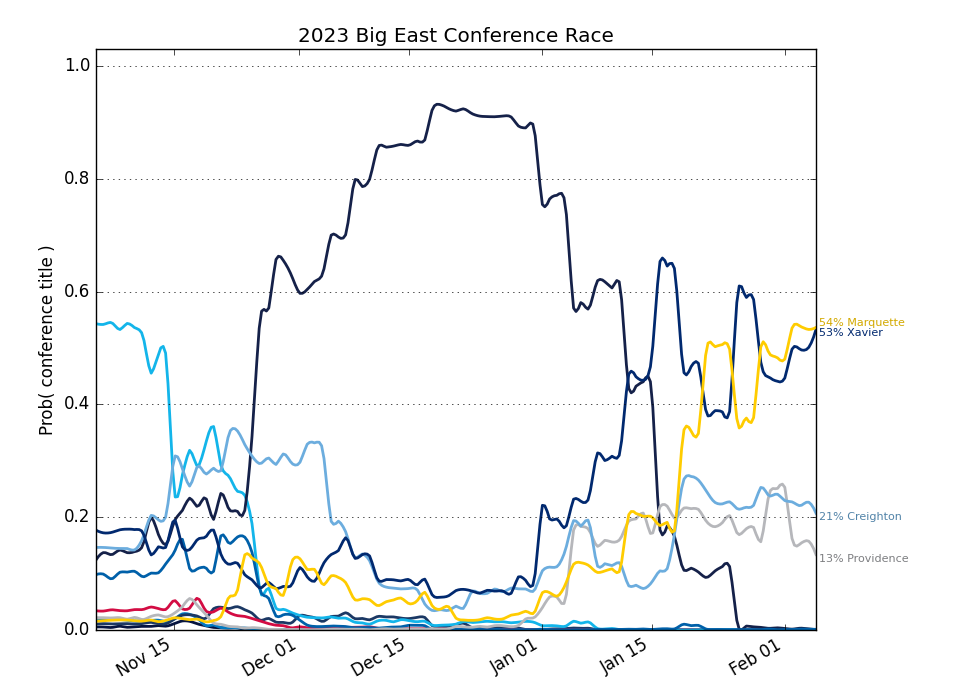 2023 Big East Conference Race
Prob( conference title )
1.0
0.8
0.6
0.4
0.2
0.0
54% Marquette
53% Xavier
21% Creighton
13% Providence
Nov 15
Dec 01
Dec 15
Jan 01
Jan 15
Feb 01